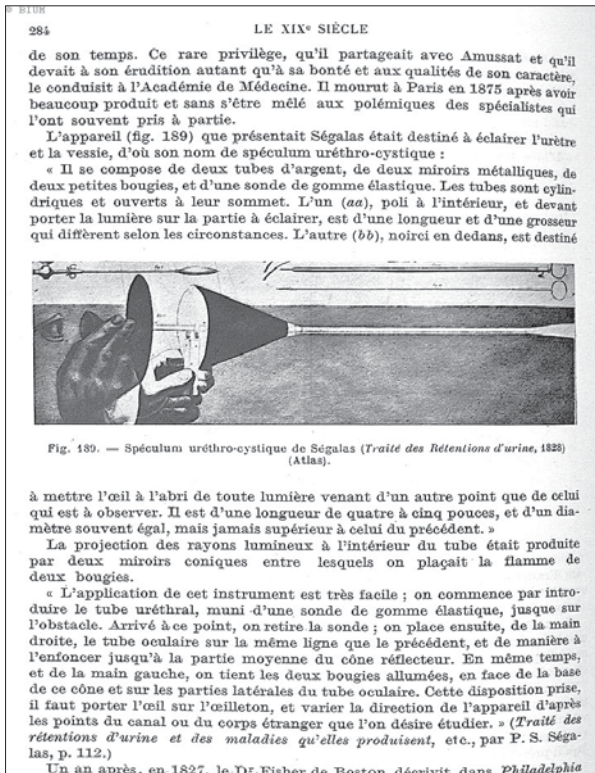 © BIUM
284
LE XIXᵉ SIÈCLE
de son temps. Ce rare privilège, qu'il partageait avec Amussat et qu'il
devait à son érudition autant qu'à sa bonté et aux qualités de son caractère,
le conduisit à l'Académie de Médecine. Il mourut à Paris en 1875 après avoir
beaucoup produit et sans s'être mêlé aux polémiques des spécialistes qui
l'ont souvent pris à partie.
L'appareil (fig. 189) que présentait Ségalas était destiné à éclairer l'urètre
et la vessie, d'où son nom de spéculum uréthro-cystique :
« Il se compose de deux tubes d'argent, de deux miroirs métalliques, de
deux petites bougies, et d'une sonde de gomme élastique. Les tubes sont cylin-
driques et ouverts à leur sommet. L'un (aa), poli à l'intérieur, et devant
porter la lumière sur la partie à éclairer, est d'une longueur et d'une grosseur
qui diffèrent selon les circonstances. L'autre (bb), noirci en dedans, est destiné
Fig. 189. — Spéculum uréthro-cystique de Ségalas (Traité des Rétentions d'urine, 1828)
(Atlas).
à mettre l'œil à l'abri de toute lumière venant d'un autre point que de celui
qui est à observer. Il est d'une longueur de quatre à cinq pouces, et d'un dia-
mètre souvent égal, mais jamais supérieur à celui du précédent. »
La projection des rayons lumineux à l'intérieur du tube était produite
par deux miroirs coniques entre lesquels on plaçait la flamme de
deux bougies.
« L'application de cet instrument est très facile ; on commence par intro-
duire le tube uréthral, muni d'une sonde de gomme élastique, jusque sur
l'obstacle. Arrivé à ce point, on retire la sonde ; on place ensuite, de la main
droite, le tube oculaire sur la même ligne que le précédent, et de manière à
l'enfoncer jusqu'à la partie moyenne du cône réflecteur. En même temps,
et de la main gauche, on tient les deux bougies allumées, en face de la base
de ce cône et sur les parties latérales du tube oculaire. Cette disposition prise,
il faut porter l'œil sur l'œilleton, et varier la direction de l'appareil d'après
les points du canal ou du corps étranger que l'on désire étudier. » (Traité des
rétentions d'urine et des maladies qu'elles produisent, etc., par P. S. Séga-
las, p. 112.)
Un an après, en 1827, le Dʳ Fisher de Boston décrivit dans Philadelphia